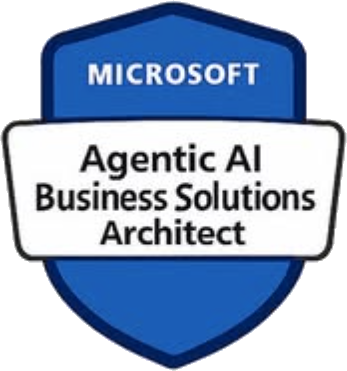 MICROSOFT
Agentic AI
Business Solutions
Architect